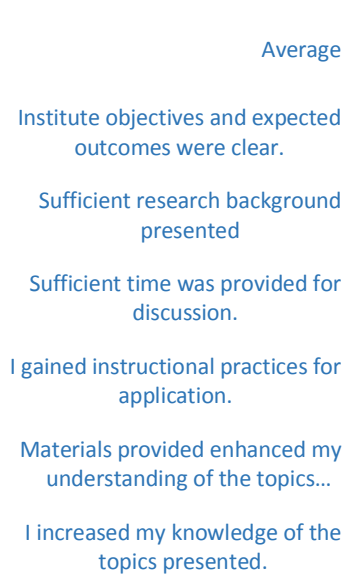 Average
Institute objectives and expected
outcomes were clear.
Sufficient research background
presented
Sufficient time was provided for
discussion.
I gained instructional practices for
application.
Materials provided enhanced my
understanding of the topics…
I increased my knowledge of the
topics presented.